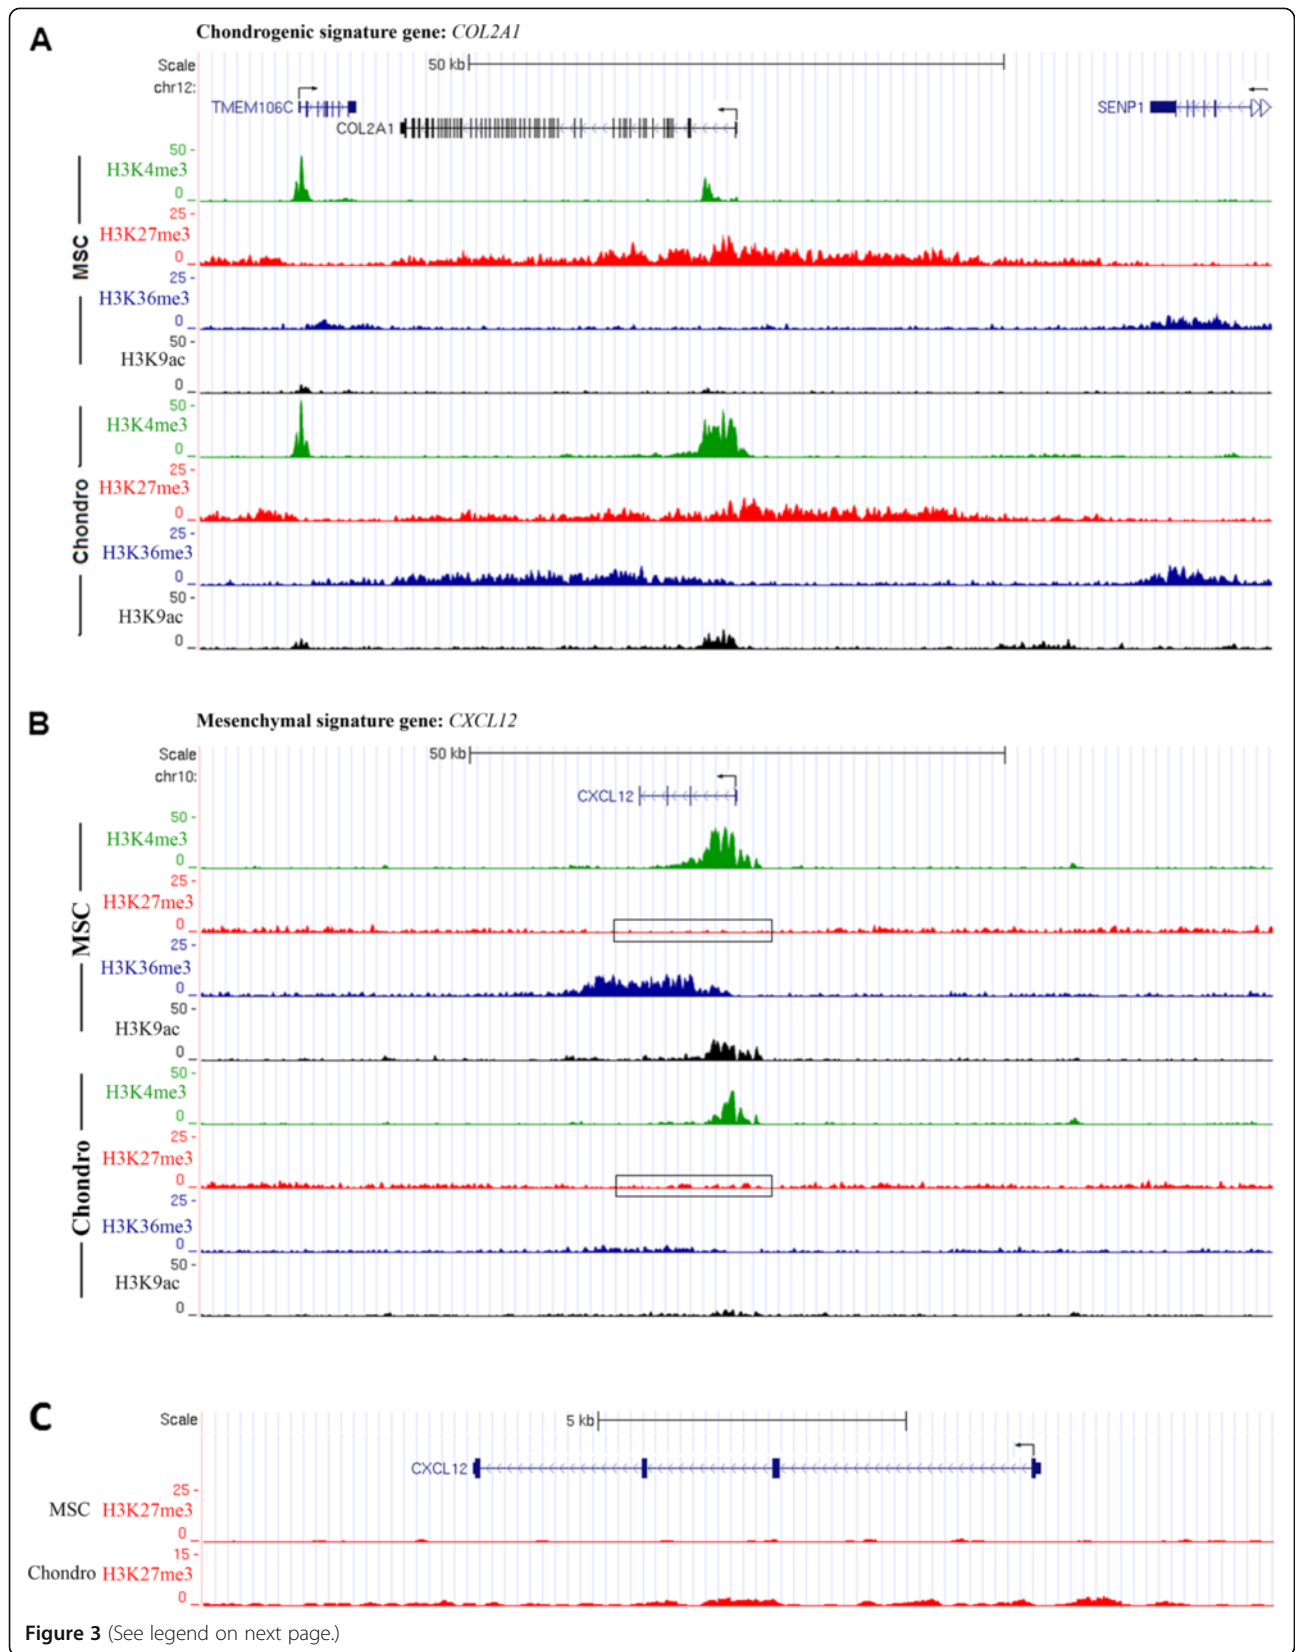 A
Chondrogenic signature gene: COL2A1
Scale
50 kb
chr12:
TMEM106C
SENP1
COL2A1
MSC
50
H3K4me3
0
25
H3K27me3
0
25
H3K36me3
0
50
H3K9ac
0
Chondro
50
H3K4me3
0
25
H3K27me3
0
25
H3K36me3
0
50
H3K9ac
0
B
Mesenchymal signature gene: CXCL12
Scale
50 kb
chr10:
CXCL12
MSC
50
H3K4me3
0
25
H3K27me3
0
25
H3K36me3
0
50
H3K9ac
0
Chondro
50
H3K4me3
0
25
H3K27me3
0
25
H3K36me3
0
50
H3K9ac
0
C
Scale
5 kb
CXCL12
25
MSC H3K27me3
0
15
Chondro H3K27me3
0
Figure 3 (See legend on next page.)